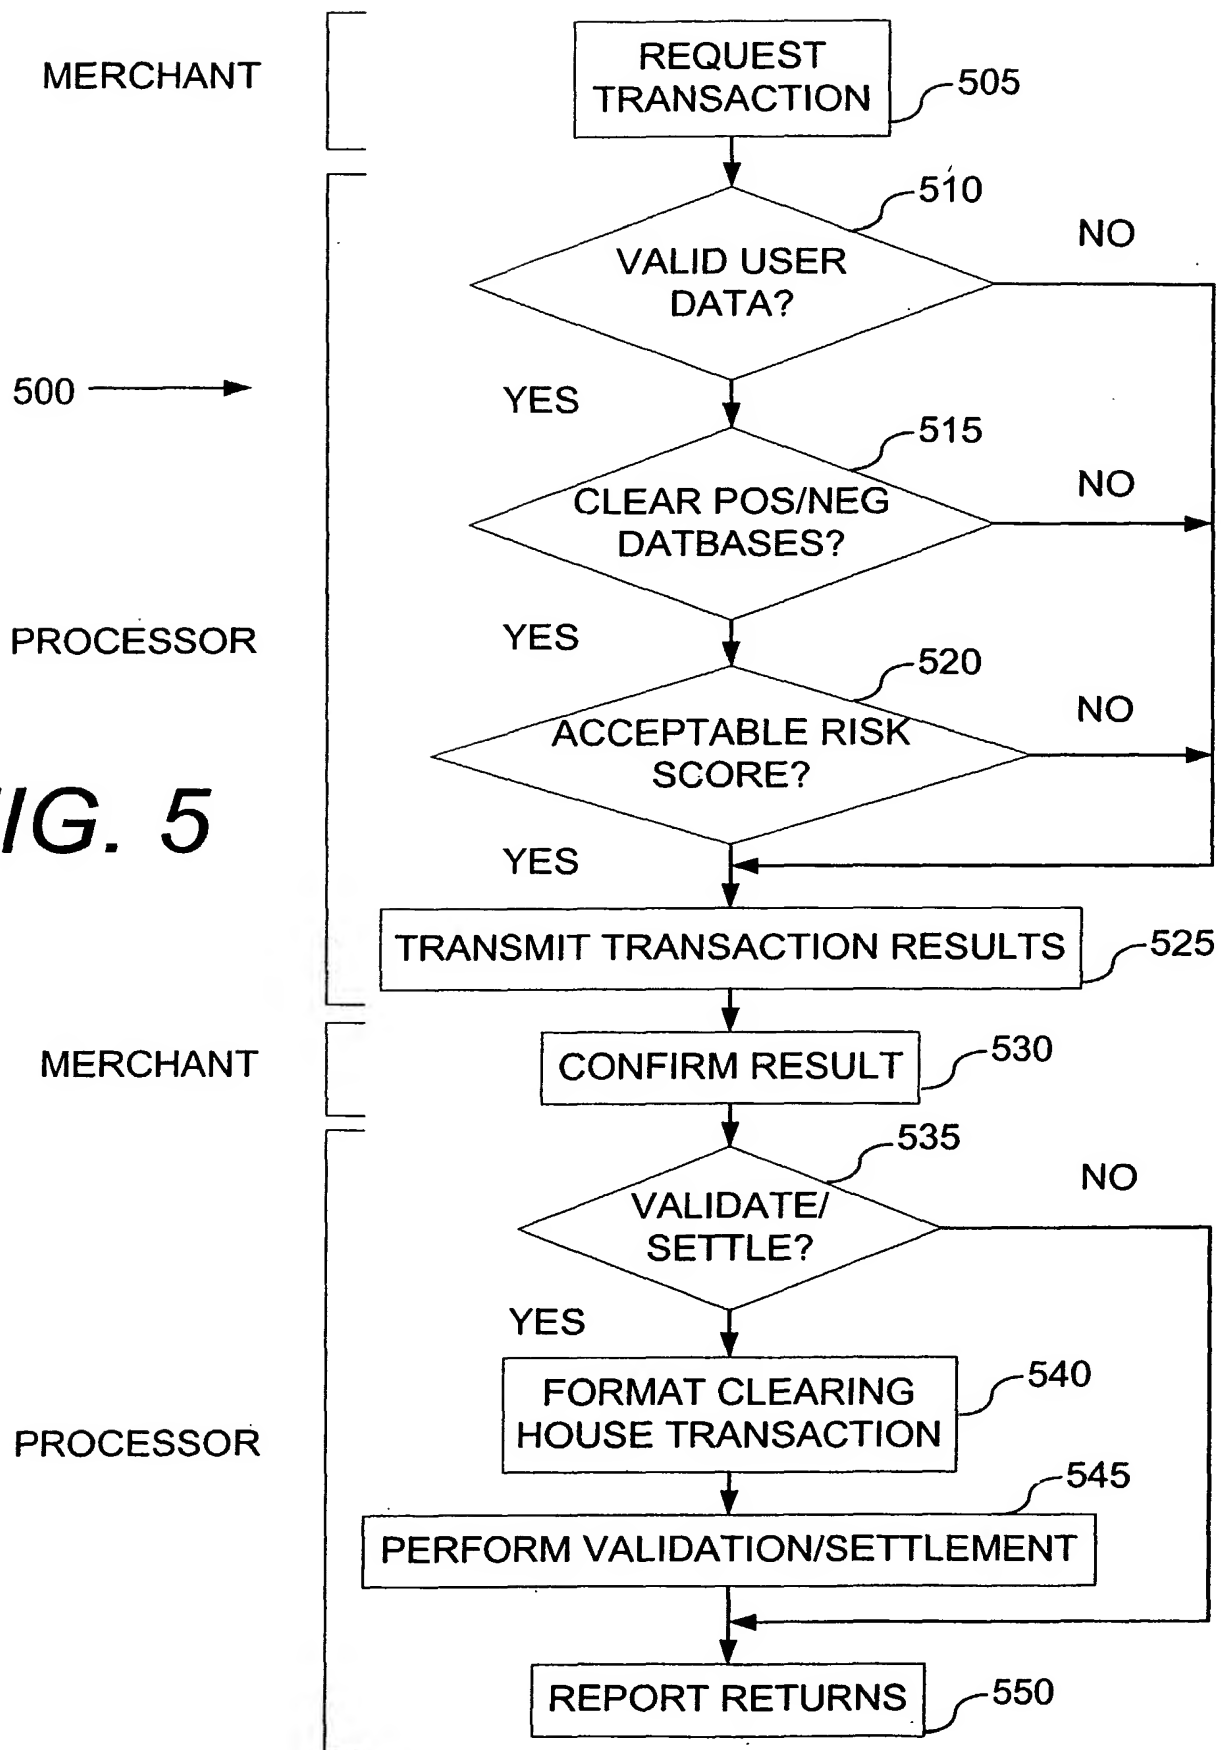 MERCHANT
REQUEST
TRANSACTION
505
510
NO
VALID USER
DATA?
500
YES
515
NO
CLEAR POS/NEG
DATBASES?
PROCESSOR
YES
520
NO
ACCEPTABLE RISK
SCORE?
IG. 5
YES
TRANSMIT TRANSACTION RESULTS
525
MERCHANT
CONFIRM RESULT
530
535
NO
VALIDATE/
SETTLE?
YES
FORMAT CLEARING
HOUSE TRANSACTION
540
PROCESSOR
545
PERFORM VALIDATION/SETTLEMENT
REPORT RETURNS
550